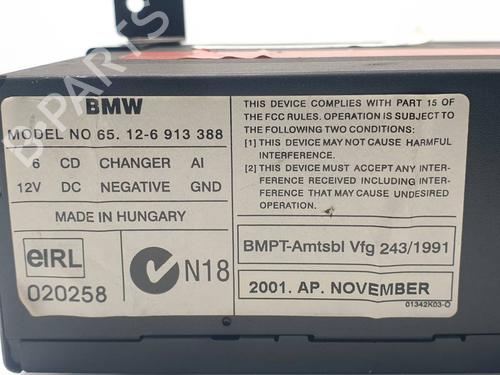 BPARTS
BMW
MODEL NO 65. 12-6 913 388
6 CD CHANGER AI
12V DC NEGATIVE GND
MADE IN HUNGARY
eIRL
020258
N18
THIS DEVICE COMPLIES WITH PART 15 OF
THE FCC RULES. OPERATION IS SUBJECT TO
THE FOLLOWING TWO CONDITIONS:
[1] THIS DEVICE MAY NOT CAUSE HARMFUL
INTERFERENCE.
[2] THIS DEVICE MUST ACCEPT ANY INTER-
FERENCE RECEIVED INCLUDING INTER-
FERENCE THAT MAY CAUSE UNDESIRED
OPERATION.
BMPT-Amtsbl Vfg 243/1991
2001. AP. NOVEMBER
01342K03-O